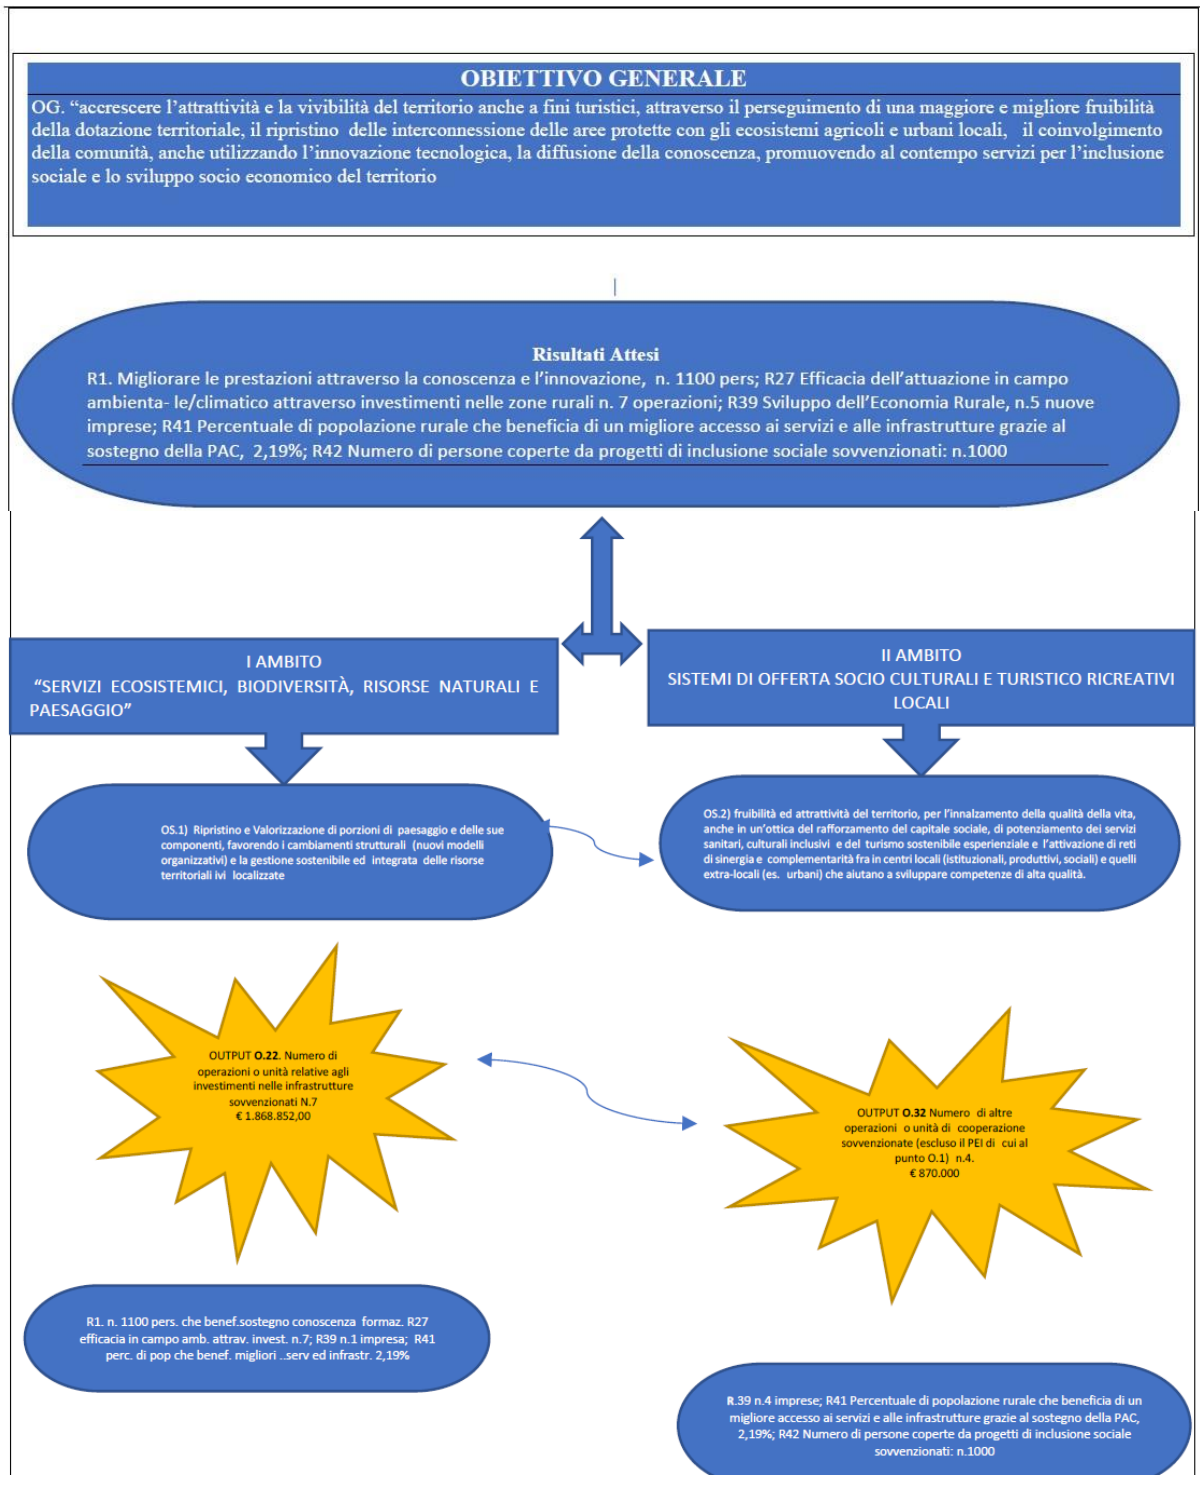 OBIETTIVO GENERALE
OG. “accrescere l’attrattività e la vivibilità del territorio anche a fini turistici, attraverso il perseguimento di una maggiore e migliore fruibilità
della dotazione territoriale, il ripristino delle interconnessione delle aree protette con gli ecosistemi agricoli e urbani locali, il coinvolgimento
della comunità, anche utilizzando l’innovazione tecnologica, la diffusione della conoscenza, promuovendo al contempo servizi per l’inclusione
sociale e lo sviluppo socio economico del territorio
Risultati Attesi
R1. Migliorare le prestazioni attraverso la conoscenza e l’innovazione, n. 1100 pers; R27 Efficacia dell’attuazione in campo
ambienta- le/climatico attraverso investimenti nelle zone rurali n. 7 operazioni; R39 Sviluppo dell’Economia Rurale, n.5 nuove
imprese; R41 Percentuale di popolazione rurale che beneficia di un migliore accesso ai servizi e alle infrastrutture grazie al
sostegno della PAC, 2,19%; R42 Numero di persone coperte da progetti di inclusione sociale sovvenzionati: n.1000
I AMBITO
“SERVIZI ECOSISTEMICI, BIODIVERSITÀ, RISORSE NATURALI E
PAESAGGIO”
II AMBITO
SISTEMI DI OFFERTA SOCIO CULTURALI E TURISTICO RICREATIVI
LOCALI
OS.1) Ripristino e Valorizzazione di porzioni di paesaggio e delle sue
componenti, favorendo i cambiamenti strutturali (nuovi modelli
organizzativi) e la gestione sostenibile ed integrata delle risorse
territoriali ivi localizzate
OS.2) fruibilità ed attrattività del territorio, per l’innalzamento della qualità della vita,
anche in un’ottica del rafforzamento del capitale sociale, di potenziamento dei servizi
sanitari, culturali inclusivi e del turismo sostenibile esperienziale e l’attivazione di reti
di sinergia e complementarità fra in centri locali (istituzionali, produttivi, sociali) e quelli
extra-locali (es. urbani) che aiutano a sviluppare competenze di alta qualità.
OUTPUT O.22. Numero di
operazioni o unità relative agli
investimenti nelle infrastrutture
sovvenzionati N.7
€ 1.868.852,00
OUTPUT O.32 Numero di altre
operazioni o unità di cooperazione
sovvenzionate (escluso il PEI di cui al
punto O.1) n.4.
€ 870.000
R1. n. 1100 pers. che benef.sostegno conoscenza formaz. R27
efficacia in campo amb. attrav. invest. n.7; R39 n.1 impresa; R41
perc. di pop che benef. migliori ..serv ed infrastr. 2,19%
R.39 n.4 imprese; R41 Percentuale di popolazione rurale che beneficia di un
migliore accesso ai servizi e alle infrastrutture grazie al sostegno della PAC,
2,19%; R42 Numero di persone coperte da progetti di inclusione sociale
sovvenzionati: n.1000